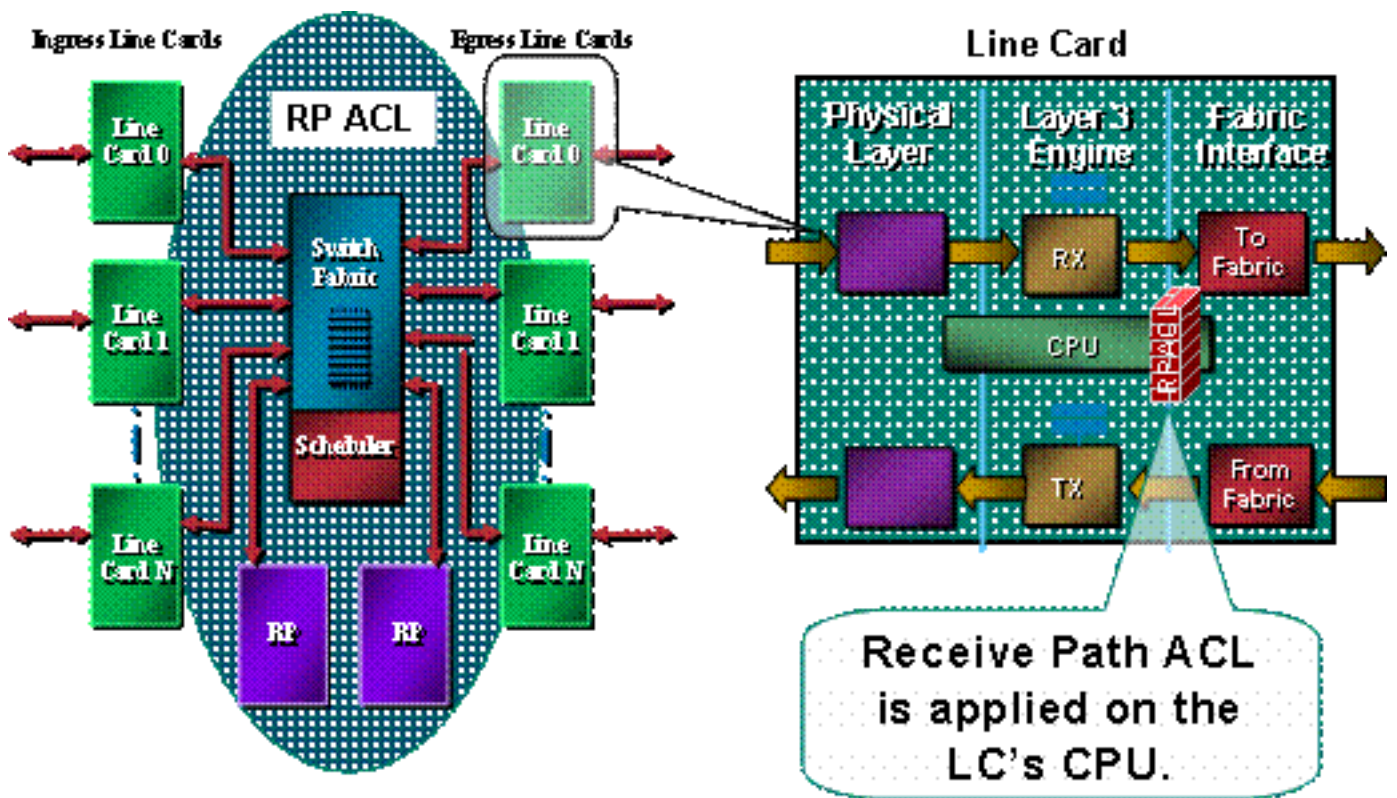 Ingress Line Cards
Egress Line Cards
Line Card
RP ACL
Line
Card 0
Line
Card 0
Physical
Layer
Layer 3
Engine
Fabric
Interface
Switch
Fabric
RX
To
Fabric
Line
Card 1
Line
Card 1
CPU
RPACL
Scheduler
TX
From
Fabric
Line
Card N
Line
Card N
RP
RP
Receive Path ACL
is applied on the
LC's CPU.